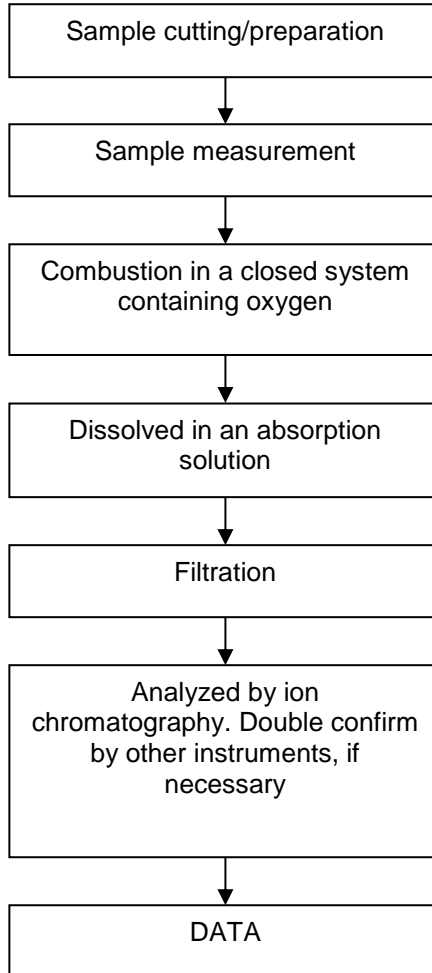 Sample cutting/preparation
Sample measurement
Combustion in a closed system
containing oxygen
Dissolved in an absorption
solution
Filtration
Analyzed by ion
chromatography. Double confirm
by other instruments, if
necessary
DATA